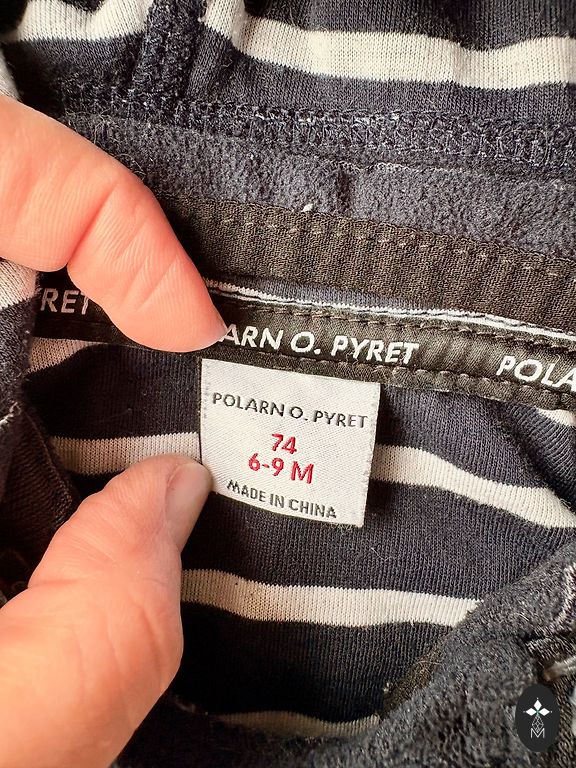 RET
ARN O. PYRET
POLA
POLARN O. PYRET
74
6-9 M
MADE IN CHINA
M